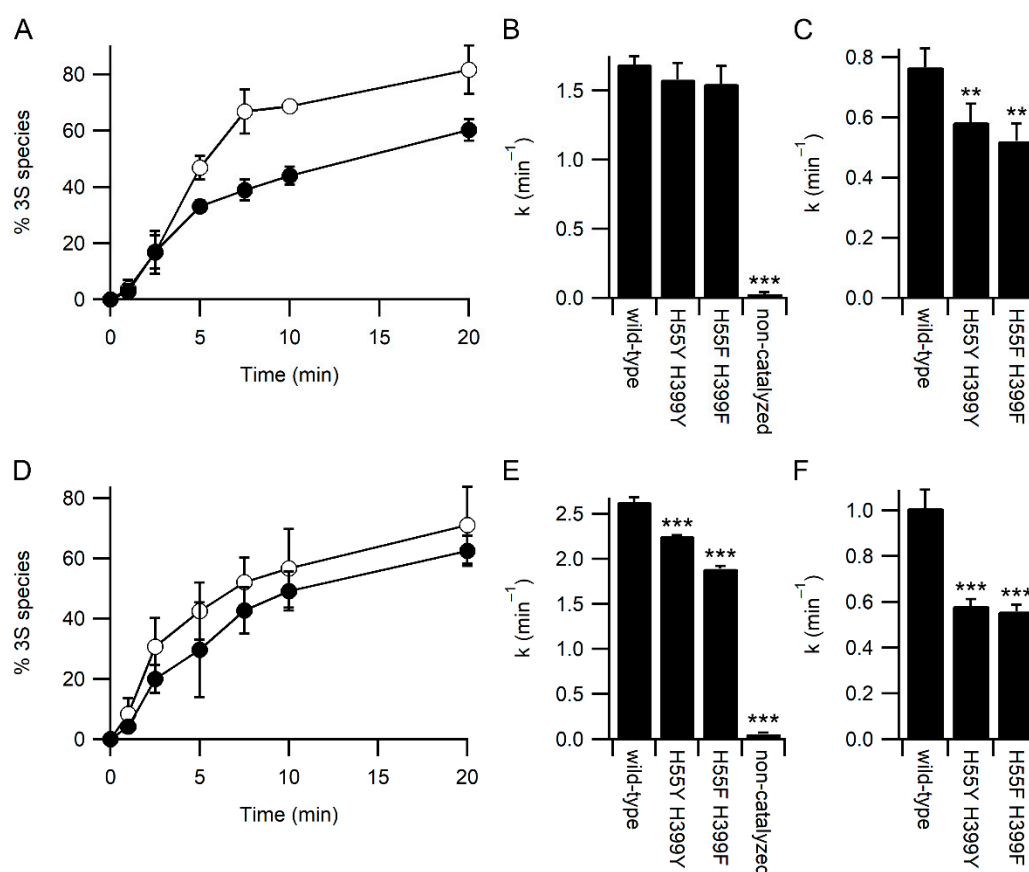 A
% 3S species
80
60
40
20
0
0
5
10
15
20
Time (min)
B
k (min⁻¹)
1.5
1.0
0.5
0.0
***
wild-type
H55Y H399Y
H55F H399F
non-catalyzed
C
k (min⁻¹)
0.8
0.6
0.4
0.2
0.0
**
**
wild-type
H55Y H399Y
H55F H399F
D
% 3S species
80
60
40
20
0
0
5
10
15
20
Time (min)
E
k (min⁻¹)
2.5
2.0
1.5
1.0
0.5
0.0
***
***
***
wild-type
H55Y H399Y
H55F H399F
non-catalyzed
F
k (min⁻¹)
1.0
0.8
0.6
0.4
0.2
0.0
***
***
wild-type
H55Y H399Y
H55F H399F